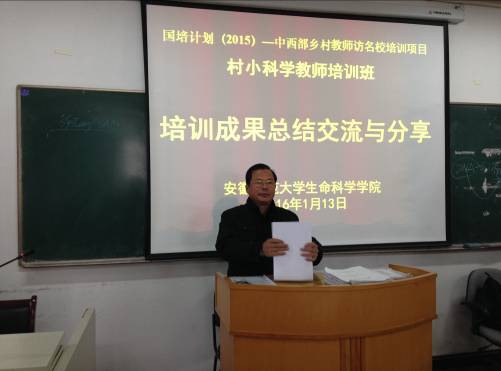 国培计划（2015）—中西部乡村教师访名校培训项目
村小科学教师培训班
培训成果总结交流与分享
安徽 大学生命科学学院
16年1月13日